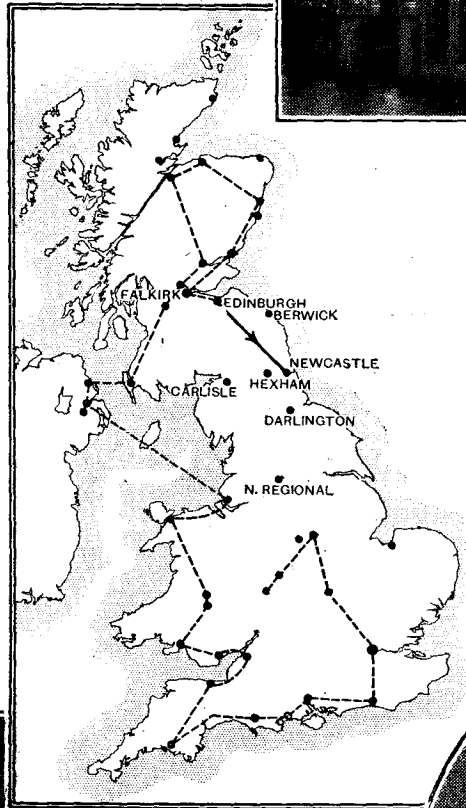 FALKIRK
EDINBURGH
BERWICK
NEWCASTLE
HEXHAM
CARLISLE
DARLINGTON
N. REGIONAL